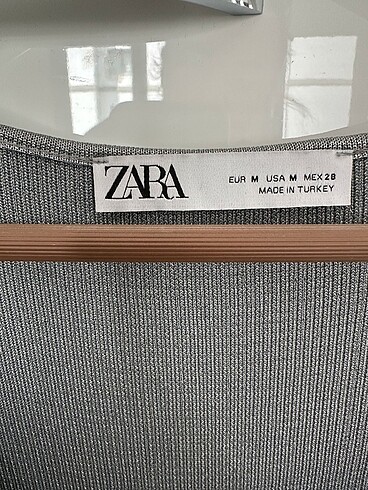 ZARA
EUR M USA M MEX 28
MADE IN TURKEY